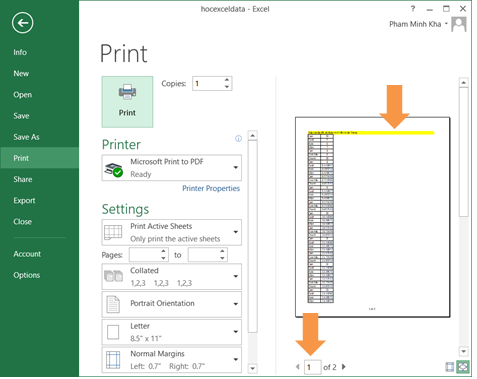 hocexceldata - Excel
?
Pham Minh Kha
Info
New
Open
Save
Save As
Print
Share
Export
Close
Account
Options
Print
Print
Copies: 1
Printer
Microsoft Print to PDF
Ready
Printer Properties
Settings
Print Active Sheets
Only print the active sheets
Pages: to
Collated
1,2,3 1,2,3 1,2,3
Portrait Orientation
Letter
8.5" x 11"
Normal Margins
Left: 0.7" Right: 0.7"
1 of 2